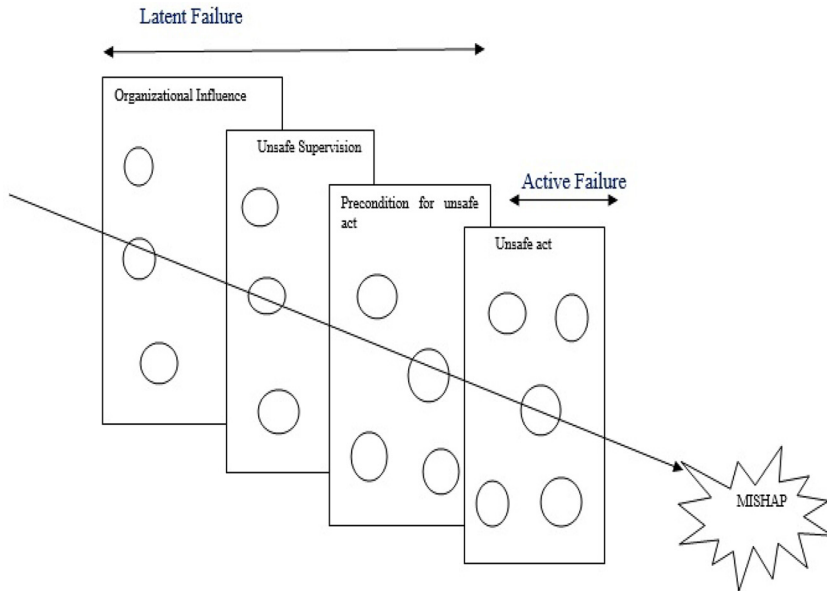 Latent Failure
Organizational Influence
Unsafe Supervision
Active Failure
Precondition for unsafe
act
Unsafe act
MISHAP